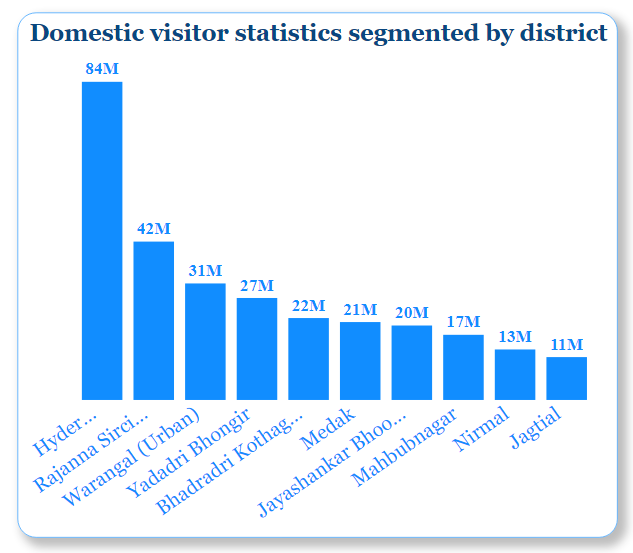 Domestic visitor statistics segmented by district
84M
42M
31M
27M
22M
21M
20M
17M
13M
11M
Hyder...
Rajanna Sirci...
Warangal (Urban)
Yadadri Bhongir
Bhadradri Kothag...
Medak
Jayashankar Bhoo...
Mahbubnagar
Nirmal
Jagtial